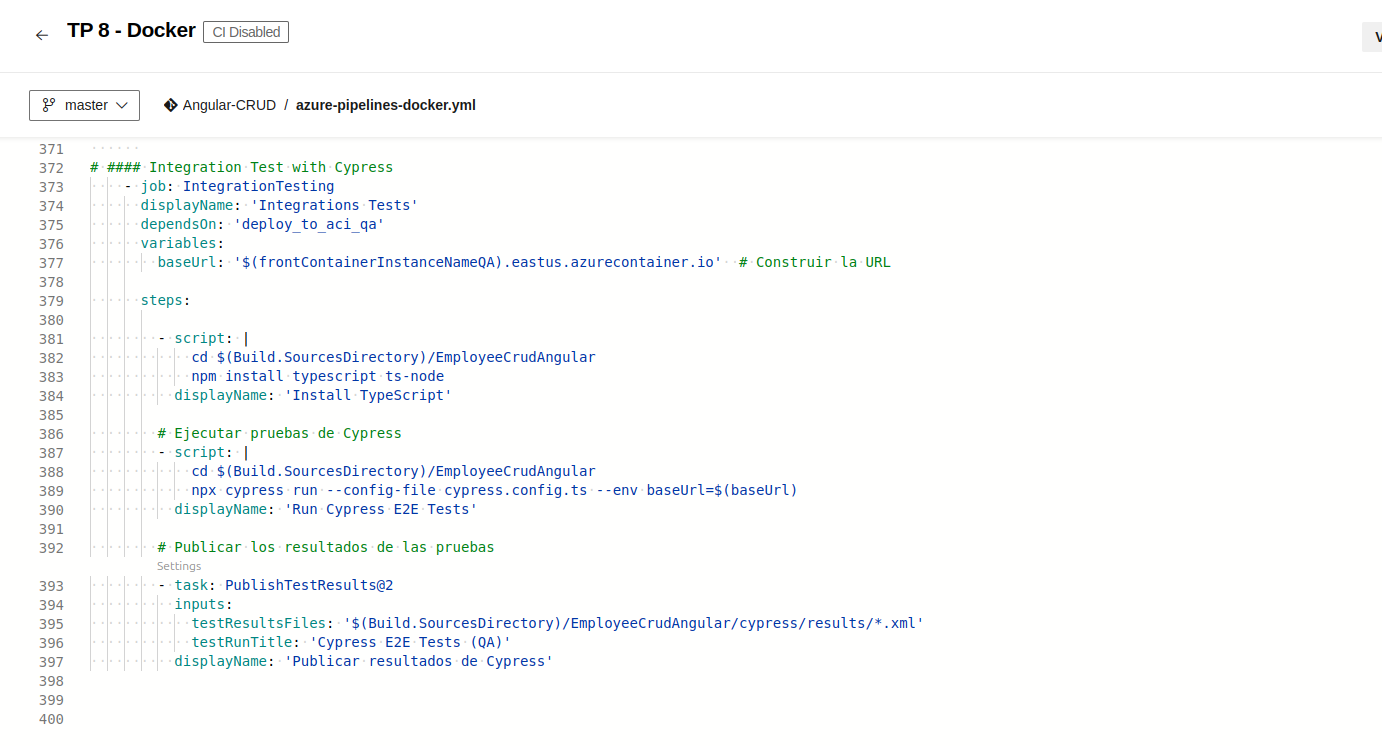 TP 8 - Docker CI Disabled
V
master Angular-CRUD / azure-pipelines-docker.yml
371
372 # #### Integration Test with Cypress
373 - job: IntegrationTesting
374 displayName: 'Integrations Tests'
375 dependsOn: 'deploy_to_aci_qa'
376 variables:
377 baseUrl: '$(frontContainerInstanceNameQA).eastus.azurecontainer.io' # Construir la URL
378
379 steps:
380
381 - script: |
382 cd $(Build.SourcesDirectory)/EmployeeCrudAngular
383 npm install typescript ts-node
384 displayName: 'Install TypeScript'
385
386 # Ejecutar pruebas de Cypress
387 - script: |
388 cd $(Build.SourcesDirectory)/EmployeeCrudAngular
389 npx cypress run --config-file cypress.config.ts --env baseUrl=$(baseUrl)
390 displayName: 'Run Cypress E2E Tests'
391
392 # Publicar los resultados de las pruebas
Settings
393 - task: PublishTestResults@2
394 inputs:
395 testResultsFiles: '$(Build.SourcesDirectory)/EmployeeCrudAngular/cypress/results/*.xml'
396 testRunTitle: 'Cypress E2E Tests (QA)'
397 displayName: 'Publicar resultados de Cypress'
398
399
400